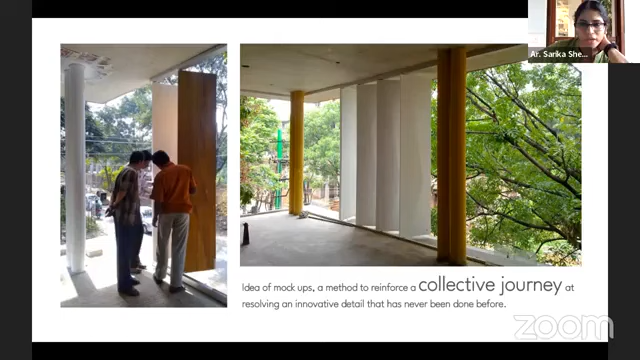 Ar. Sarika She...
Idea of mock ups, a method to reinforce a collective journey at
resolving an innovative detail that has never been done before.
zoom